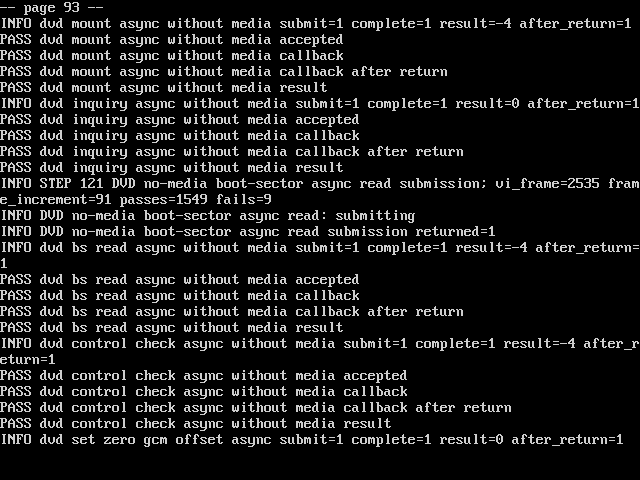 -- page 93 --
INFO dvd mount async without media submit=1 complete=1 result=-4 after_return=1
PASS dvd mount async without media accepted
PASS dvd mount async without media callback
PASS dvd mount async without media callback after return
PASS dvd mount async without media result
INFO dvd inquiry async without media submit=1 complete=1 result=0 after_return=1
PASS dvd inquiry async without media accepted
PASS dvd inquiry async without media callback
PASS dvd inquiry async without media callback after return
PASS dvd inquiry async without media result
INFO STEP 121 DVD no-media boot-sector async read submission; vi_frame=2535 fram
e_increment=91 passes=1549 fails=9
INFO DVD no-media boot-sector async read: submitting
INFO DVD no-media boot-sector async read submission returned=1
INFO dvd bs read async without media submit=1 complete=1 result=-4 after_return=
1
PASS dvd bs read async without media accepted
PASS dvd bs read async without media callback
PASS dvd bs read async without media callback after return
PASS dvd bs read async without media result
INFO dvd control check async without media submit=1 complete=1 result=-4 after_r
eturn=1
PASS dvd control check async without media accepted
PASS dvd control check async without media callback
PASS dvd control check async without media callback after return
PASS dvd control check async without media result
INFO dvd set zero gcm offset async submit=1 complete=1 result=0 after_return=1